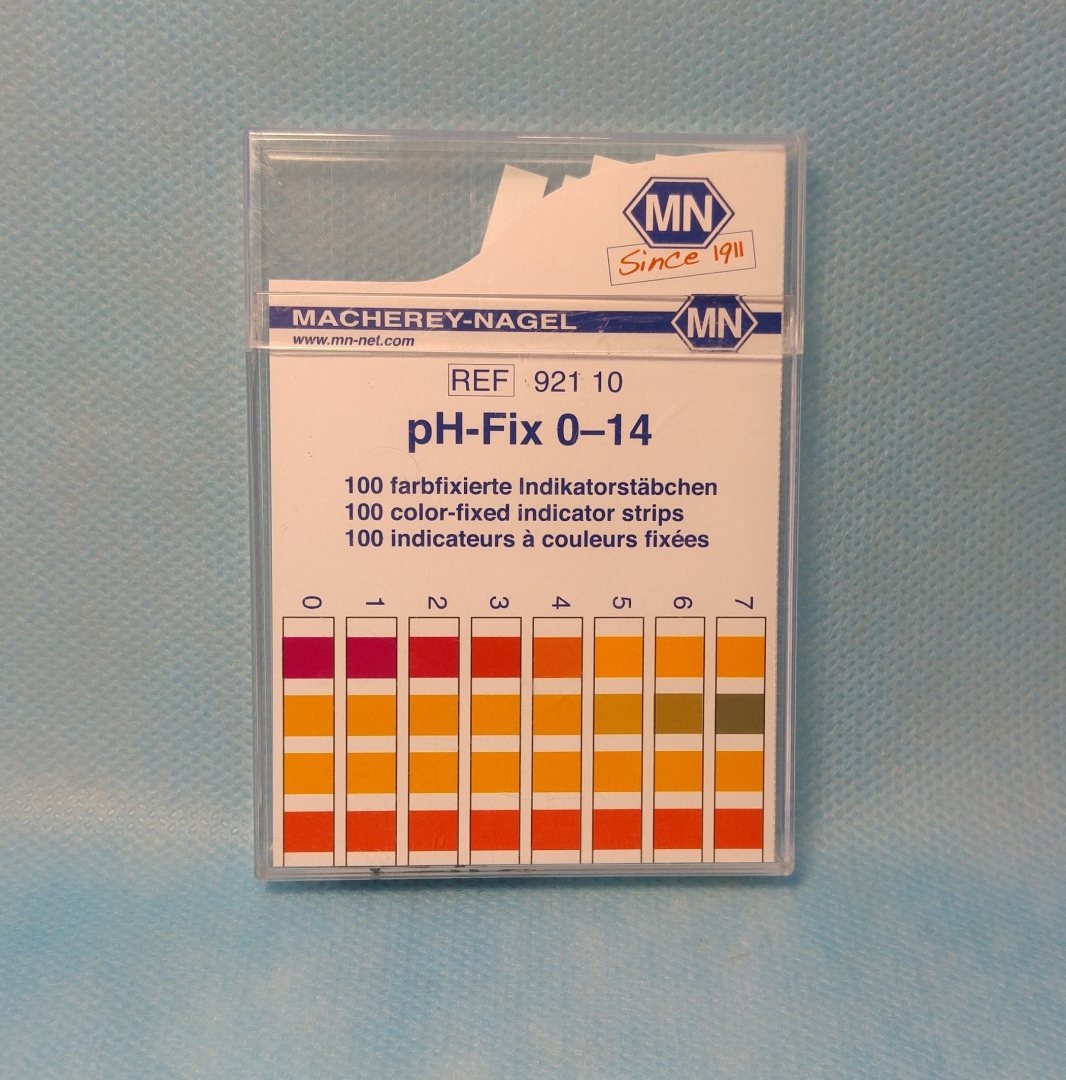 MN
Since 1911
MACHEREY-NAGEL MN
www.mn-net.com
REF 921 10
pH-Fix 0–14
100 farbfixierte Indikatorstäbchen
100 color-fixed indicator strips
100 indicateurs à couleurs fixées
0 1 2 3 4 5 6 7